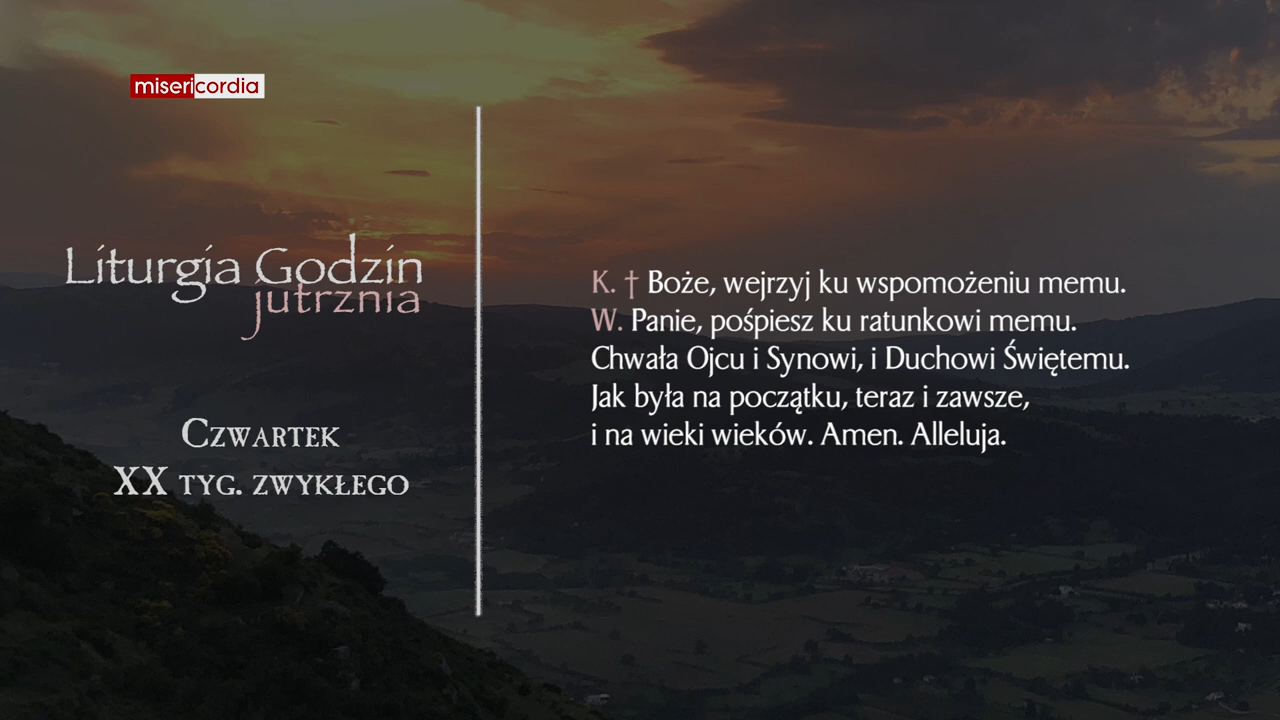 misericordia
Liturgia Godzin
jutrznia
Czwartek
XX tyg. zwykłego
K. † Boże, wejrzyj ku wspomożeniu memu.
W. Panie, pośpiesz ku ratunkowi memu.
Chwała Ojcu i Synowi, i Duchowi Świętemu.
Jak była na początku, teraz i zawsze,
i na wieki wieków. Amen. Alleluja.